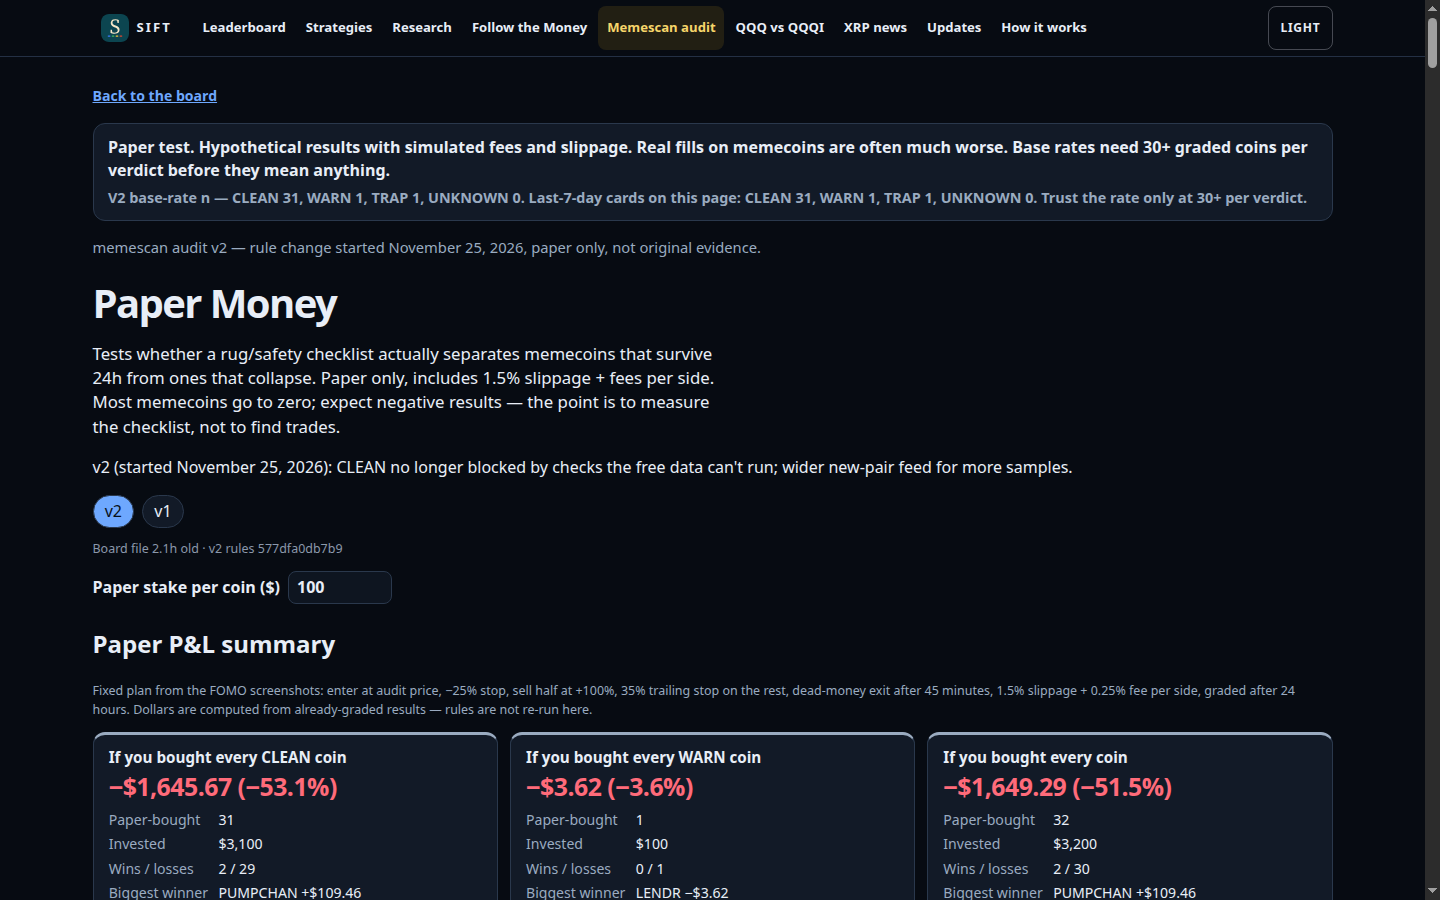 S SIFT Leaderboard Strategies Research Follow the Money Memescan audit QQQ vs QQQI XRP news Updates How it works LIGHT
Back to the board
Paper test. Hypothetical results with simulated fees and slippage. Real fills on memecoins are often much worse. Base rates need 30+ graded coins per
verdict before they mean anything.
V2 base-rate n — CLEAN 31, WARN 1, TRAP 1, UNKNOWN 0. Last-7-day cards on this page: CLEAN 31, WARN 1, TRAP 1, UNKNOWN 0. Trust the rate only at 30+ per verdict.
memescan audit v2 — rule change started November 25, 2026, paper only, not original evidence.
Paper Money
Tests whether a rug/safety checklist actually separates memecoins that survive
24h from ones that collapse. Paper only, includes 1.5% slippage + fees per side.
Most memecoins go to zero; expect negative results — the point is to measure
the checklist, not to find trades.
v2 (started November 25, 2026): CLEAN no longer blocked by checks the free data can't run; wider new-pair feed for more samples.
v2 v1
Board file 2.1h old · v2 rules 577dfa0db7b9
Paper stake per coin ($) 100
Paper P&L summary
Fixed plan from the FOMO screenshots: enter at audit price, −25% stop, sell half at +100%, 35% trailing stop on the rest, dead-money exit after 45 minutes, 1.5% slippage + 0.25% fee per side, graded after 24
hours. Dollars are computed from already-graded results — rules are not re-run here.
If you bought every CLEAN coin
−$1,645.67 (−53.1%)
Paper-bought 31
Invested $3,100
Wins / losses 2 / 29
Biggest winner PUMPCHAN +$109.46
If you bought every WARN coin
−$3.62 (−3.6%)
Paper-bought 1
Invested $100
Wins / losses 0 / 1
Biggest winner LENDR −$3.62
If you bought every coin
−$1,649.29 (−51.5%)
Paper-bought 32
Invested $3,200
Wins / losses 2 / 30
Biggest winner PUMPCHAN +$109.46